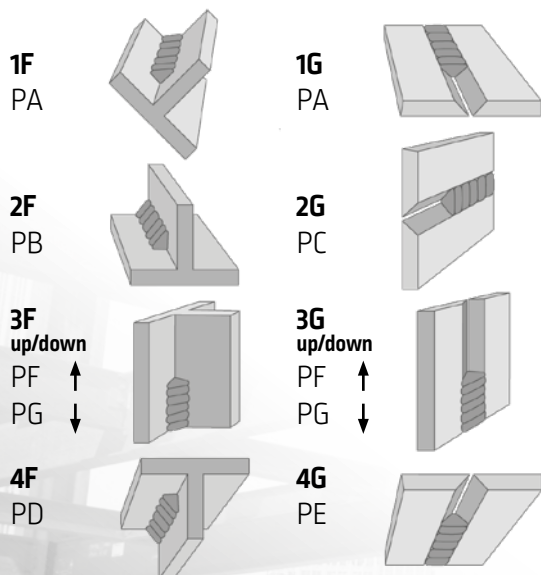 1F
PA
1G
PA
2F
PB
2G
PC
3F
up/down
PF
PG
3G
up/down
PF
PG
4F
PD
4G
PE